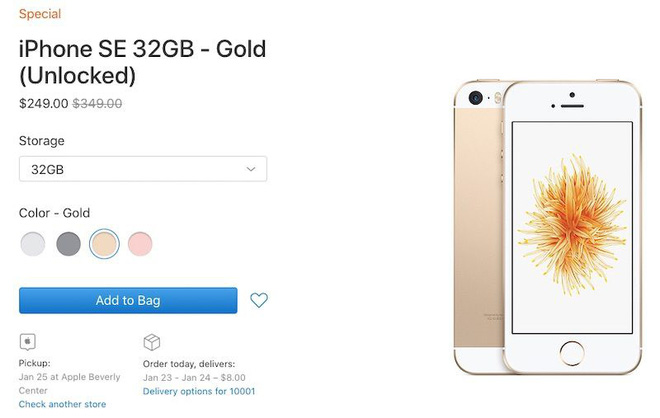 Special
iPhone SE 32GB - Gold
(Unlocked)
$249.00 $349.00
Storage
32GB
Color - Gold
Add to Bag
Pickup:
Jan 25 at Apple Beverly
Center
Check another store
Order today, delivers:
Jan 23 - Jan 24 – $8.00
Delivery options for 10001